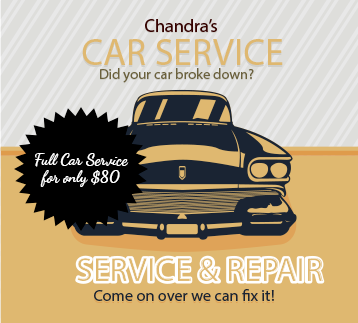 Chandra's
CAR SERVICE
Did your car broke down?
Full Car Service
for only $80
SERVICE & REPAIR
Come on over we can fix it!